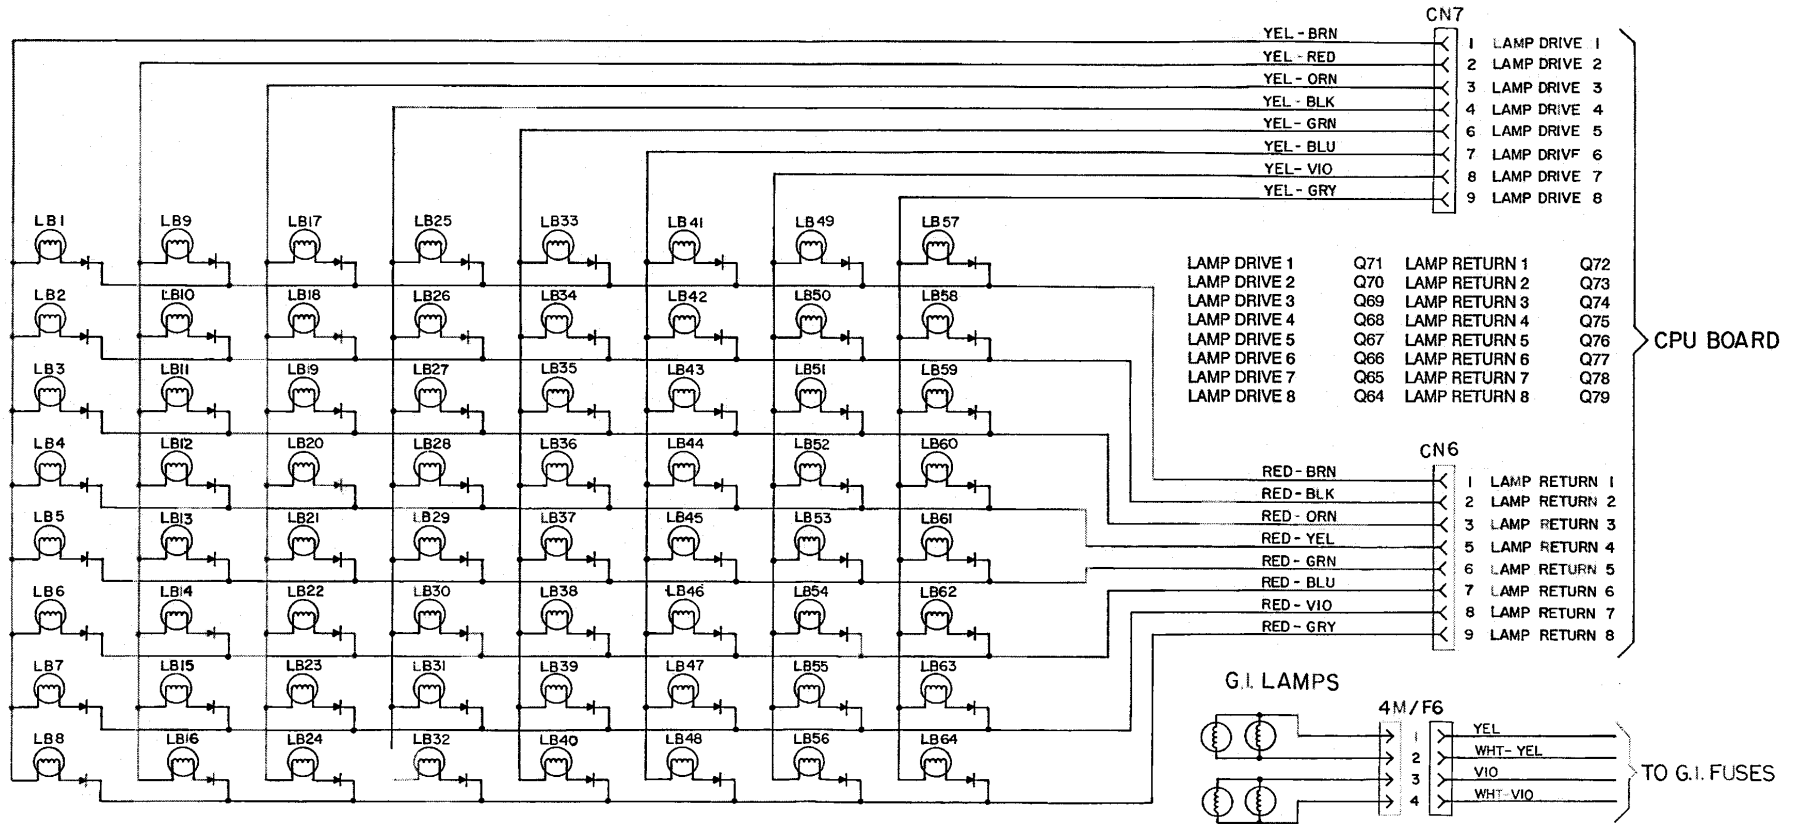 CN7
YEL-BRN 1 LAMP DRIVE 1
YEL-RED 2 LAMP DRIVE 2
YEL-ORN 3 LAMP DRIVE 3
YEL-BLK 4 LAMP DRIVE 4
YEL-GRN 6 LAMP DRIVE 5
YEL-BLU 7 LAMP DRIVE 6
YEL-VIO 8 LAMP DRIVE 7
YEL-GRY 9 LAMP DRIVE 8
LB1 LB9 LB17 LB25 LB33 LB41 LB49 LB57
LB2 LB10 LB18 LB26 LB34 LB42 LB50 LB58
LB3 LB11 LB19 LB27 LB35 LB43 LB51 LB59
LB4 LB12 LB20 LB28 LB36 LB44 LB52 LB60
LB5 LB13 LB21 LB29 LB37 LB45 LB53 LB61
LB6 LB14 LB22 LB30 LB38 LB46 LB54 LB62
LB7 LB15 LB23 LB31 LB39 LB47 LB55 LB63
LB8 LB16 LB24 LB32 LB40 LB48 LB56 LB64
LAMP DRIVE 1 Q71 LAMP RETURN 1 Q72
LAMP DRIVE 2 Q70 LAMP RETURN 2 Q73
LAMP DRIVE 3 Q69 LAMP RETURN 3 Q74
LAMP DRIVE 4 Q68 LAMP RETURN 4 Q75
LAMP DRIVE 5 Q67 LAMP RETURN 5 Q76
LAMP DRIVE 6 Q66 LAMP RETURN 6 Q77
LAMP DRIVE 7 Q65 LAMP RETURN 7 Q78
LAMP DRIVE 8 Q64 LAMP RETURN 8 Q79
CPU BOARD
CN6
RED-BRN 1 LAMP RETURN 1
RED-BLK 2 LAMP RETURN 2
RED-ORN 3 LAMP RETURN 3
RED-YEL 5 LAMP RETURN 4
RED-GRN 6 LAMP RETURN 5
RED-BLU 7 LAMP RETURN 6
RED-VIO 8 LAMP RETURN 7
RED-GRY 9 LAMP RETURN 8
G.I. LAMPS
4M/F6
1 YEL
2 WHT-YEL
3 VIO
4 WHT-VIO
TO G.I. FUSES